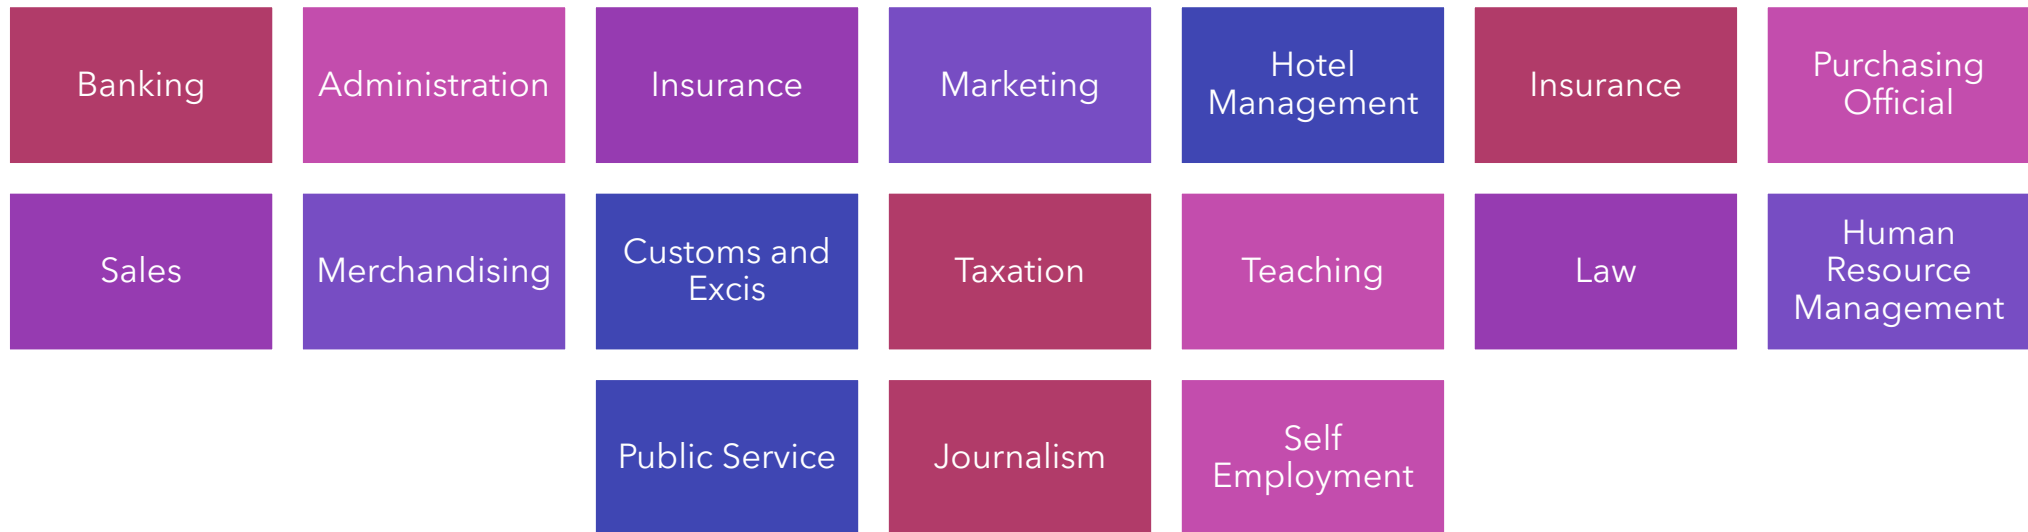 Banking
Administration
Insurance
Marketing
Hotel
Management
Insurance
Purchasing
Official
Sales
Merchandising
Customs and
Excis
Taxation
Teaching
Law
Human
Resource
Management
Public Service
Journalism
Self
Employment